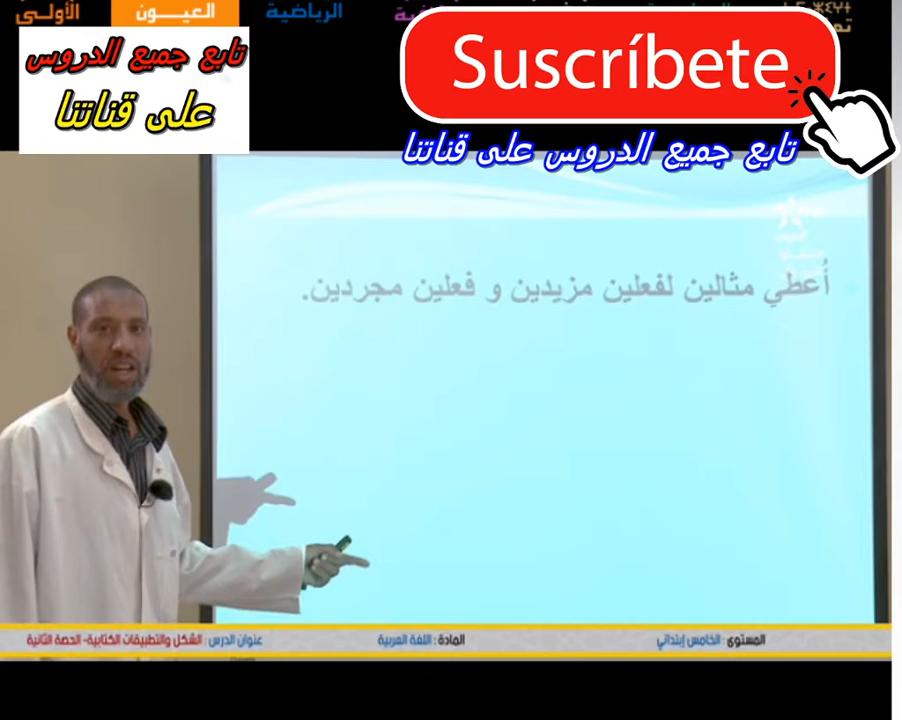 الأولى العيون الرياضية
تابع جميع الدروس
على قناتنا
Suscríbete
تابع جميع الدروس على قناتنا
أعطي مثالين لفعلين مزيدين و فعلين مجردين.
المستوى : الخامس إبتدائي المادة : اللغة العربية عنوان الدرس : الشكل والتطبيقات الكتابية- الحصة الثانية